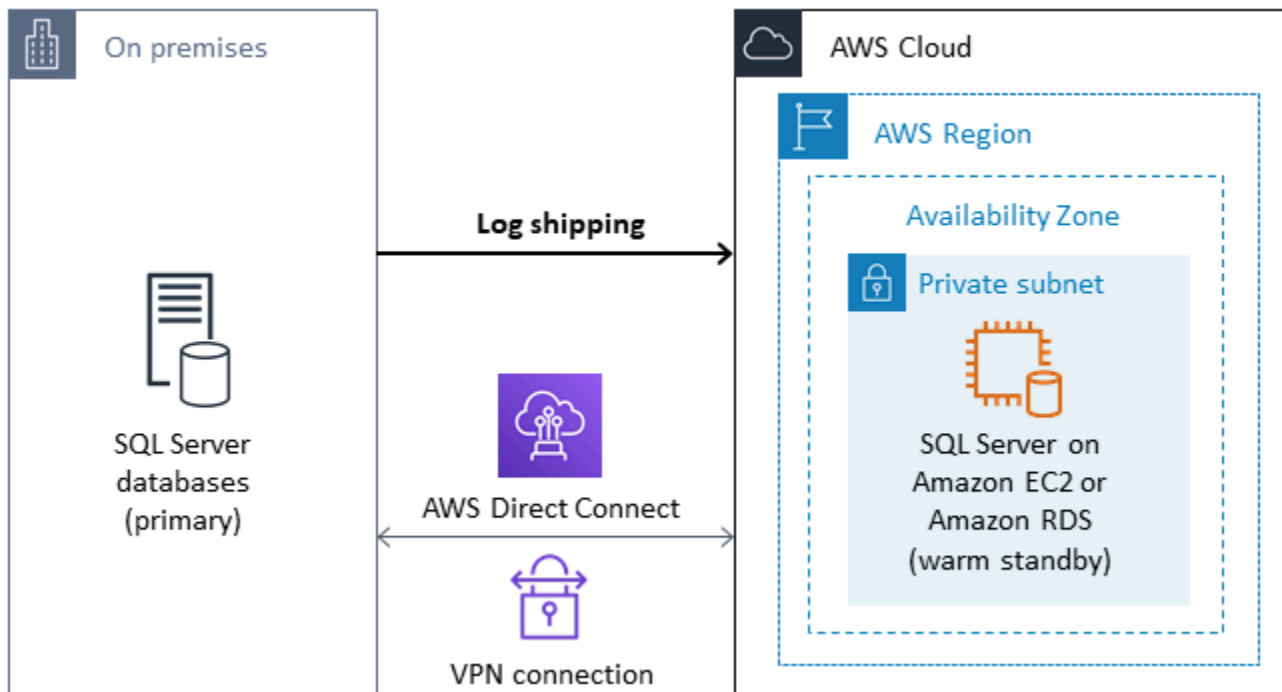 On premises
AWS Cloud
AWS Region
Availability Zone
Log shipping
Private subnet
SQL Server
databases
(primary)
AWS Direct Connect
VPN connection
SQL Server on
Amazon EC2 or
Amazon RDS
(warm standby)